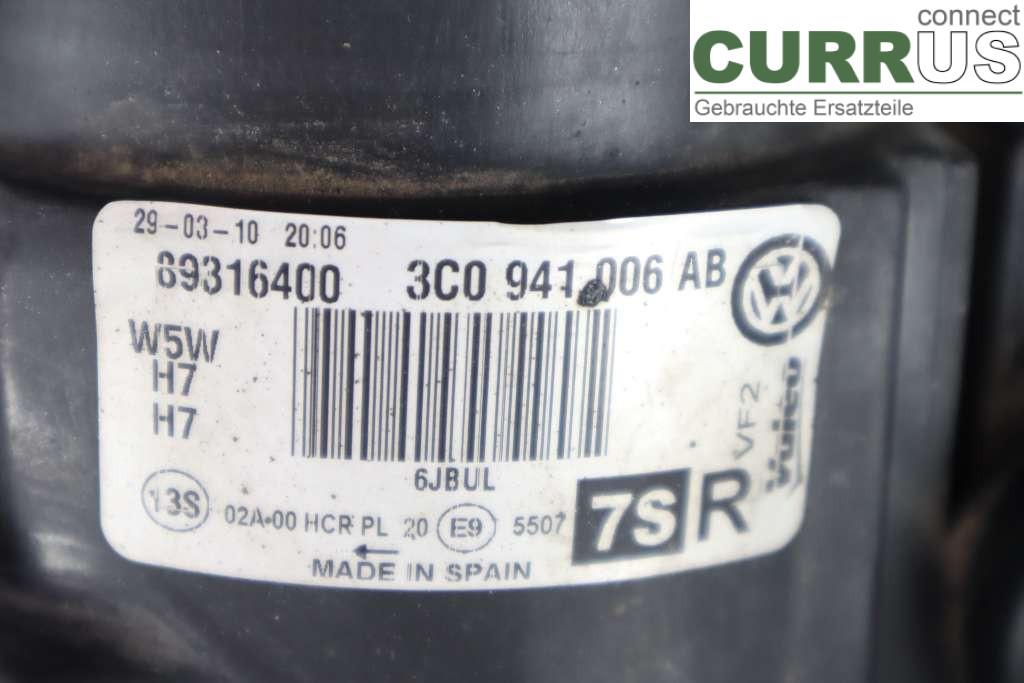 connect
CURRUS
Gebrauchte Ersatzteile
29-03-10 20:06
89316400 3C0 941 006 AB
W5W
H7
H7
VF2
Valeo
6JBUL
7S R
13S 02A-00 HCR PL 20 E9 5507
MADE IN SPAIN